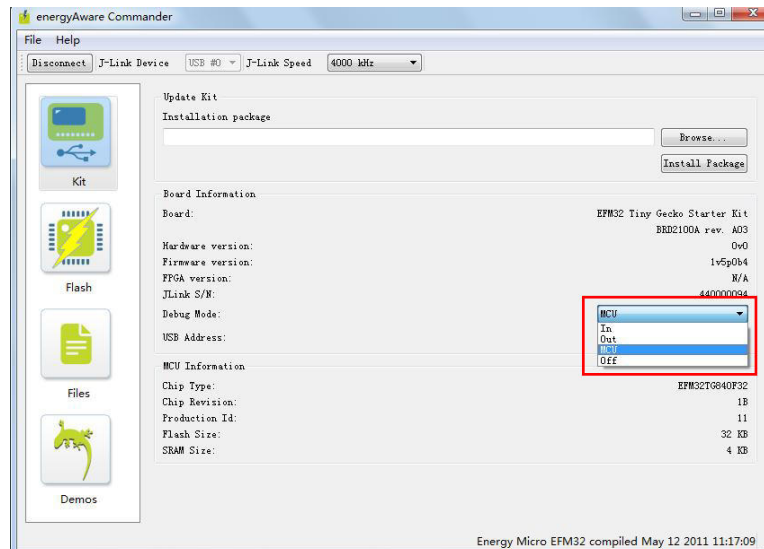 energyAware Commander
File Help
Disconnect J-Link Device USB #0 J-Link Speed 4000 kHz
Kit
Flash
Files
Demos
Update Kit
Installation package
Browse...
Install Package
Board Information
Board: EFM32 Tiny Gecko Starter Kit
BRD2100A rev. A03
Hardware version: 0v0
Firmware version: 1v5p0b4
FPGA version: N/A
JLink S/N: 440000094
Debug Mode: MCU
In
Out
MCU
Off
USB Address:
MCU Information
Chip Type: EFM32TG840F32
Chip Revision: 1B
Production Id: 11
Flash Size: 32 KB
SRAM Size: 4 KB
Energy Micro EFM32 compiled May 12 2011 11:17:09